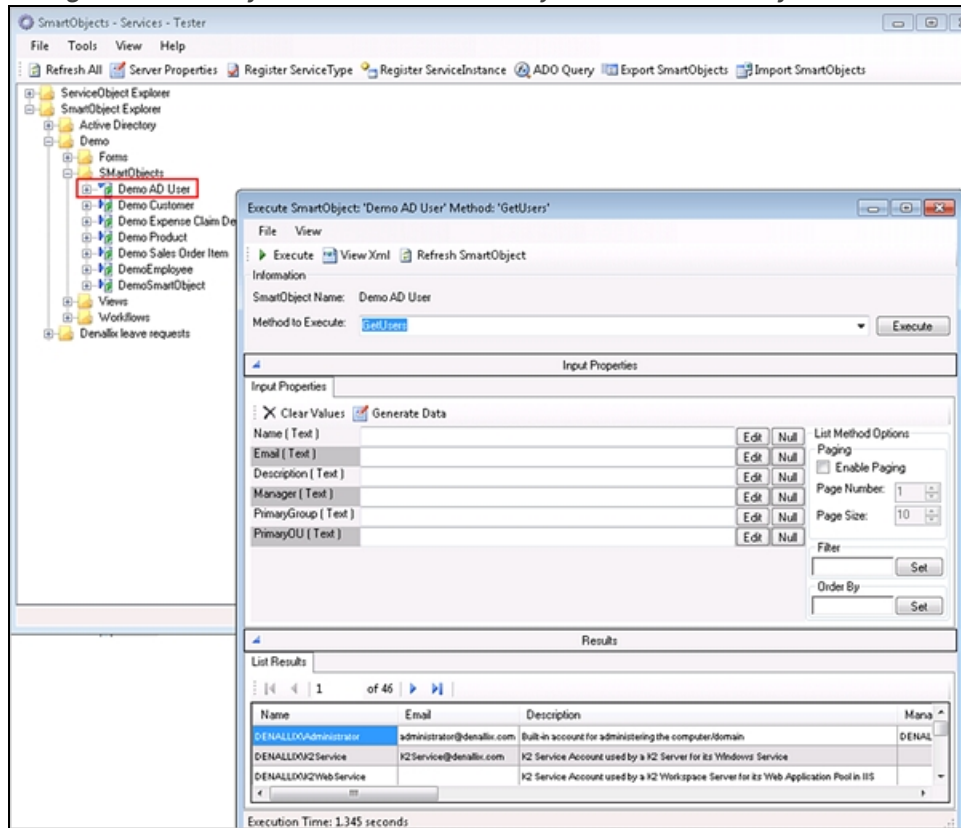 SmartObjects - Services - Tester
File Tools View Help
Refresh All Server Properties Register ServiceType Register ServiceInstance ADO Query Export SmartObjects Import SmartObjects
ServiceObject Explorer
SmartObject Explorer
Active Directory
Demo
Forms
SMartObjects
Demo AD User
Demo Customer
Demo Expense Claim De
Demo Product
Demo Sales Order Item
DemoEmployee
DemoSmartObject
Views
Workflows
Denallix leave requests
Execute SmartObject: 'Demo AD User' Method: 'GetUsers'
File View
Execute View Xml Refresh SmartObject
Information
SmartObject Name: Demo AD User
Method to Execute: GetUsers Execute
Input Properties
Input Properties
Clear Values Generate Data
Name ( Text ) Edit Null
Email ( Text ) Edit Null
Description ( Text ) Edit Null
Manager ( Text ) Edit Null
PrimaryGroup ( Text ) Edit Null
PrimaryOU ( Text ) Edit Null
List Method Options
Paging
Enable Paging
Page Number: 1
Page Size: 10
Filter
Set
Order By
Set
Results
List Results
1 of 46
Name Email Description Mana
DENALLIX\Administrator administrator@denallix.com Built-in account for administering the computer/domain DENAL
DENALLIX\K2Service K2Service@denallix.com K2 Service Account used by a K2 Server for its Windows Service
DENALLIX\K2WebService K2 Service Account used by a K2 Workspace Server for its Web Application Pool in IIS
Execution Time: 1.345 seconds